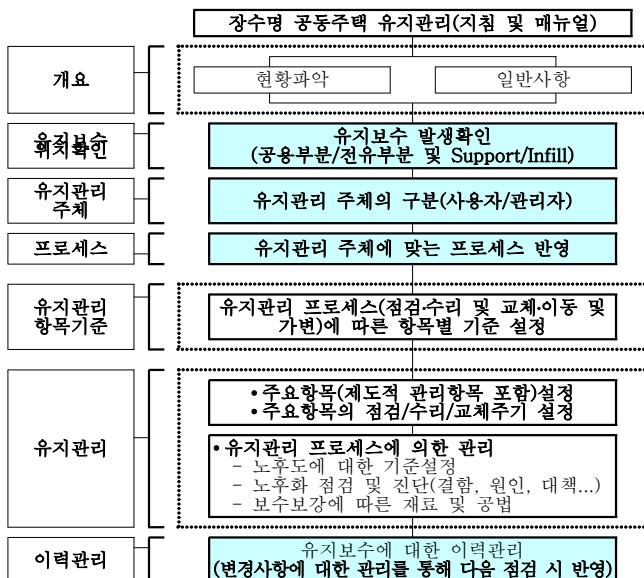 장수명 공동주택 유지관리(지침 및 매뉴얼)
개요
현황파악
일반사항
유지보수
위치확인
유지보수 발생확인
(공용부분/전유부분 및 Support/Infill)
유지관리
주체
유지관리 주체의 구분(사용자/관리자)
프로세스
유지관리 주체에 맞는 프로세스 반영
유지관리
항목기준
유지관리 프로세스(점검·수리 및 교체·이동 및
가변)에 따른 항목별 기준 설정
유지관리
• 주요항목(제도적 관리항목 포함)설정
• 주요항목의 점검/수리/교체주기 설정
• 유지관리 프로세스에 의한 관리
- 노후도에 대한 기준설정
- 노후화 점검 및 진단(결함, 원인, 대책...)
- 보수보강에 따른 재료 및 공법
이력관리
유지보수에 대한 이력관리
(변경사항에 대한 관리를 통해 다음 점검 시 반영)